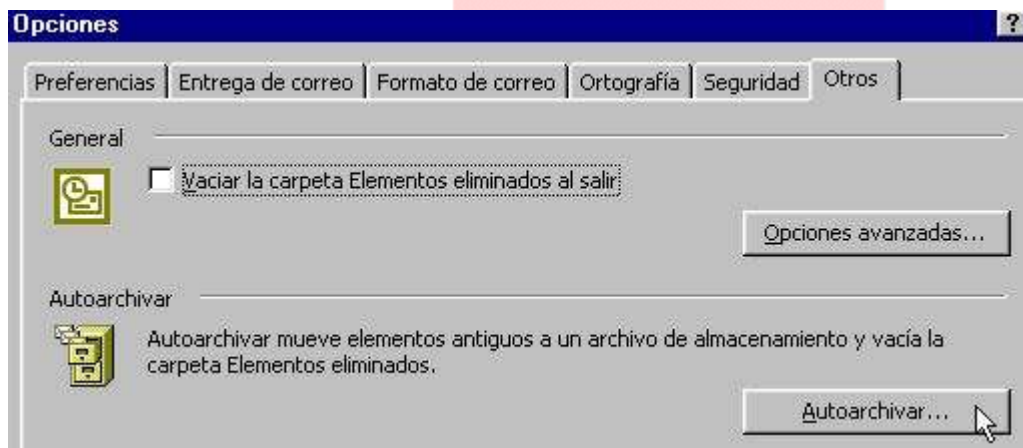 Opciones
?
Preferencias Entrega de correo Formato de correo Ortografía Seguridad Otros
General
Vaciar la carpeta Elementos eliminados al salir
Opciones avanzadas...
Autoarchivar
Autoarchivar mueve elementos antiguos a un archivo de almacenamiento y vacía la
carpeta Elementos eliminados.
Autoarchivar...